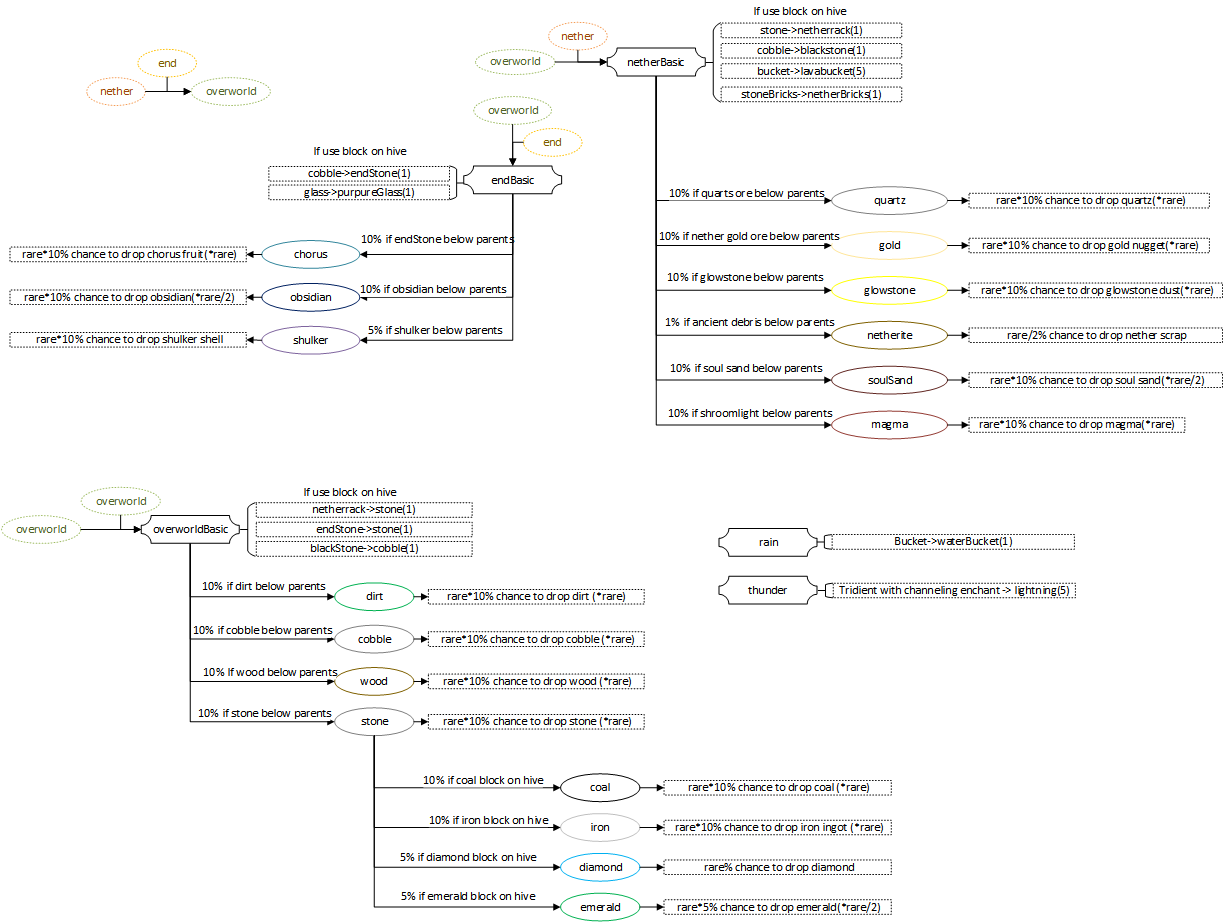 end
nether
overworld
If use block on hive
nether
overworld
netherBasic
stone->netherrack(1)
cobble->blackstone(1)
bucket->lavabucket(5)
stoneBricks->netherBricks(1)
overworld
end
If use block on hive
cobble->endStone(1)
glass->purpureGlass(1)
endBasic
10% if endStone below parents
chorus
rare*10% chance to drop chorus fruit(*rare)
10% if obsidian below parents
obsidian
rare*10% chance to drop obsidian(*rare/2)
5% if shulker below parents
shulker
rare*10% chance to drop shulker shell
10% if quarts ore below parents
quartz
rare*10% chance to drop quartz(*rare)
10% if nether gold ore below parents
gold
rare*10% chance to drop gold nugget(*rare)
10% if glowstone below parents
glowstone
rare*10% chance to drop glowstone dust(*rare)
1% if ancient debris below parents
netherite
rare/2% chance to drop nether scrap
10% if soul sand below parents
soulSand
rare*10% chance to drop soul sand(*rare/2)
10% if shroomlight below parents
magma
rare*10% chance to drop magma(*rare)
overworld
overworld
overworldBasic
If use block on hive
netherrack->stone(1)
endStone->stone(1)
blackStone->cobble(1)
10% if dirt below parents
dirt
rare*10% chance to drop dirt (*rare)
10% if cobble below parents
cobble
rare*10% chance to drop cobble (*rare)
10% If wood below parents
wood
rare*10% chance to drop wood (*rare)
10% if stone below parents
stone
rare*10% chance to drop stone (*rare)
10% if coal block on hive
coal
rare*10% chance to drop coal (*rare)
10% if iron block on hive
iron
rare*10% chance to drop iron ingot (*rare)
5% if diamond block on hive
diamond
rare% chance to drop diamond
5% if emerald block on hive
emerald
rare*5% chance to drop emerald(*rare/2)
rain
Bucket->waterBucket(1)
thunder
Tridient with channeling enchant -> lightning(5)